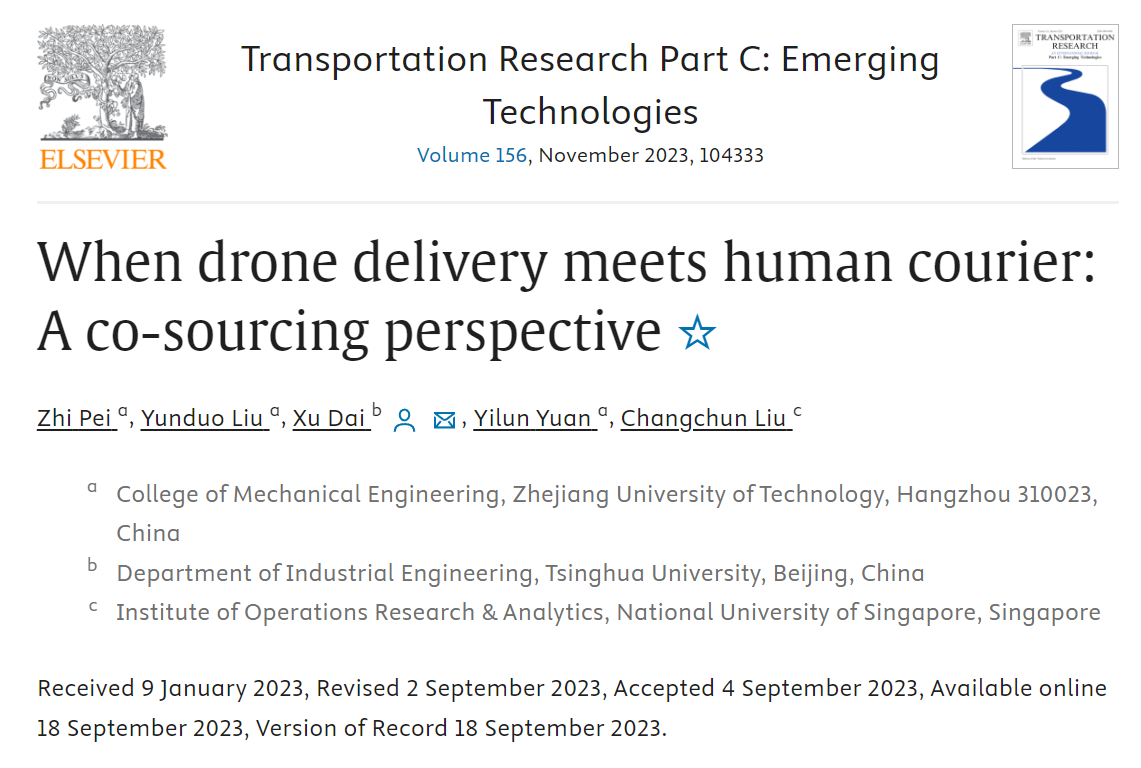 ELSEVIER
Transportation Research Part C: Emerging
Technologies
Volume 156, November 2023, 104333
TRANSPORTATION
RESEARCH
Part C: Emerging Technologies
When drone delivery meets human courier:
A co-sourcing perspective ☆
Zhi Pei a, Yunduo Liu a, Xu Dai b, Yilun Yuan a, Changchun Liu c
a College of Mechanical Engineering, Zhejiang University of Technology, Hangzhou 310023,
China
b Department of Industrial Engineering, Tsinghua University, Beijing, China
c Institute of Operations Research & Analytics, National University of Singapore, Singapore
Received 9 January 2023, Revised 2 September 2023, Accepted 4 September 2023, Available online
18 September 2023, Version of Record 18 September 2023.